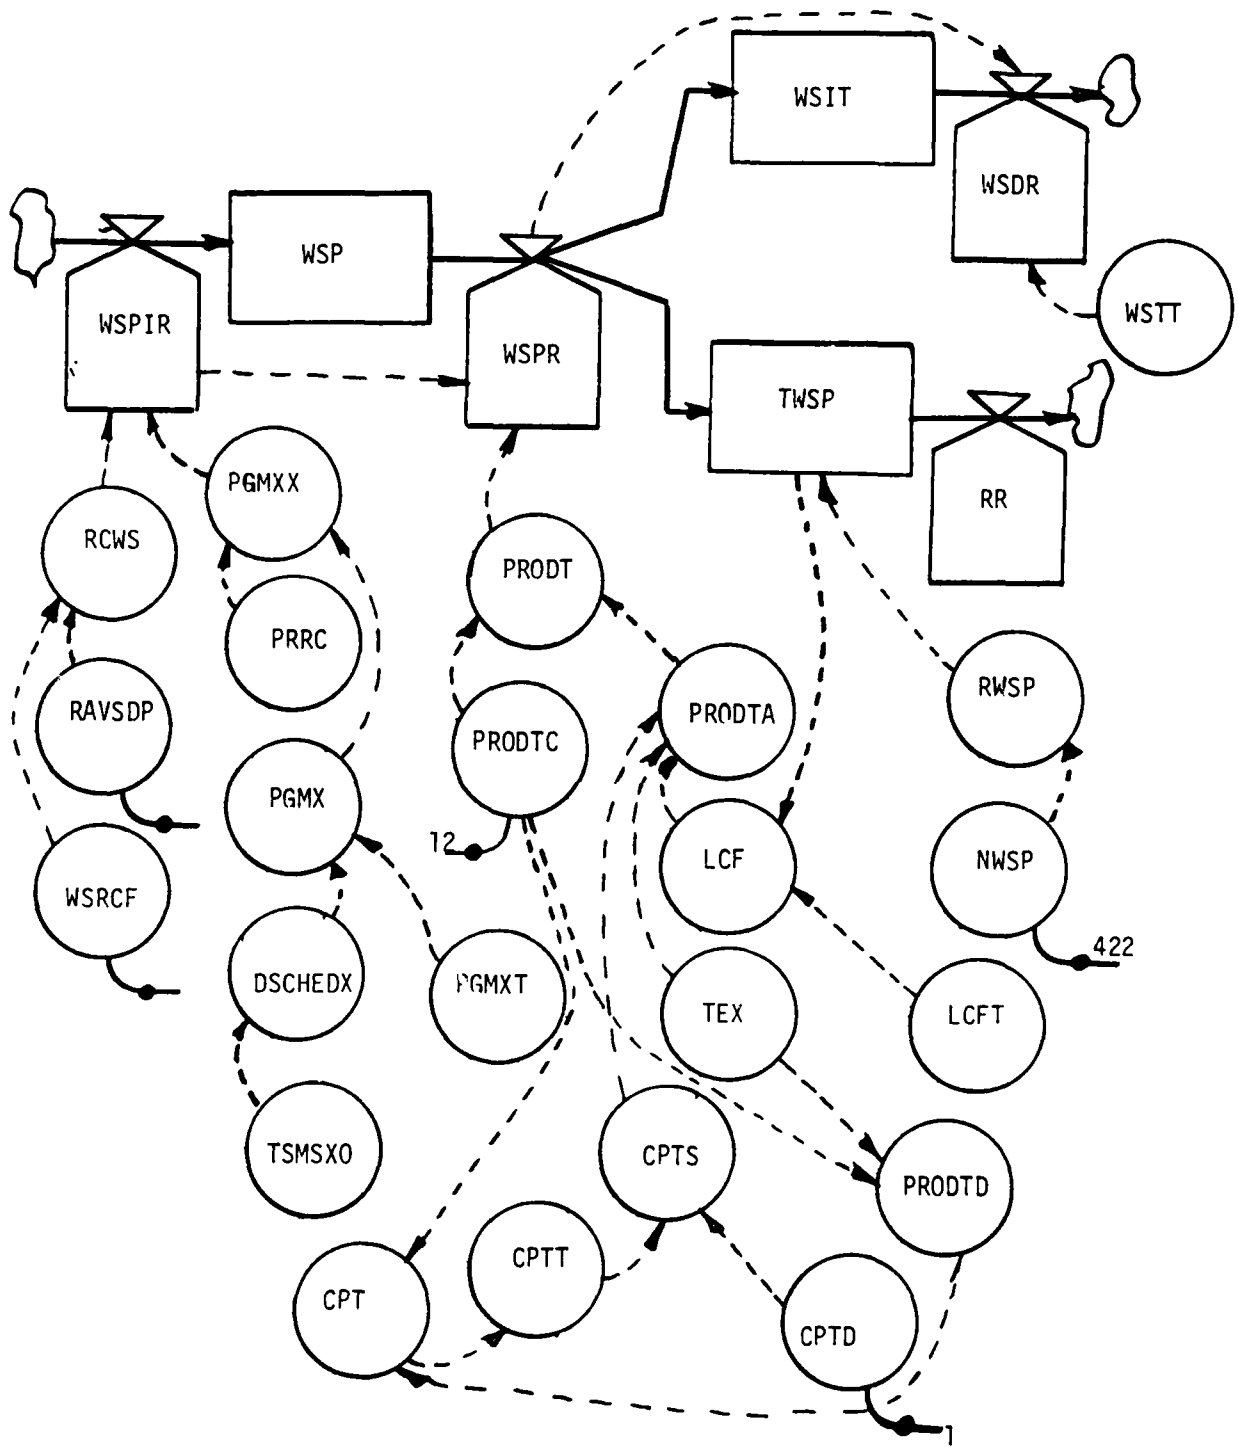 WSIT
WSDR
WSP
WSPIR
WSPR
WSTT
TWSP
RR
PGMXX
RCWS
PRODT
PRRC
RWSP
RAVSDP
PRODTA
PRODTC
PGMX
12
LCF
NWSP
WSRCF
422
DSCHEDX
PGMXT
TEX
LCFT
TSMSXO
CPTS
PRODTD
CPTT
CPT
CPTD
1